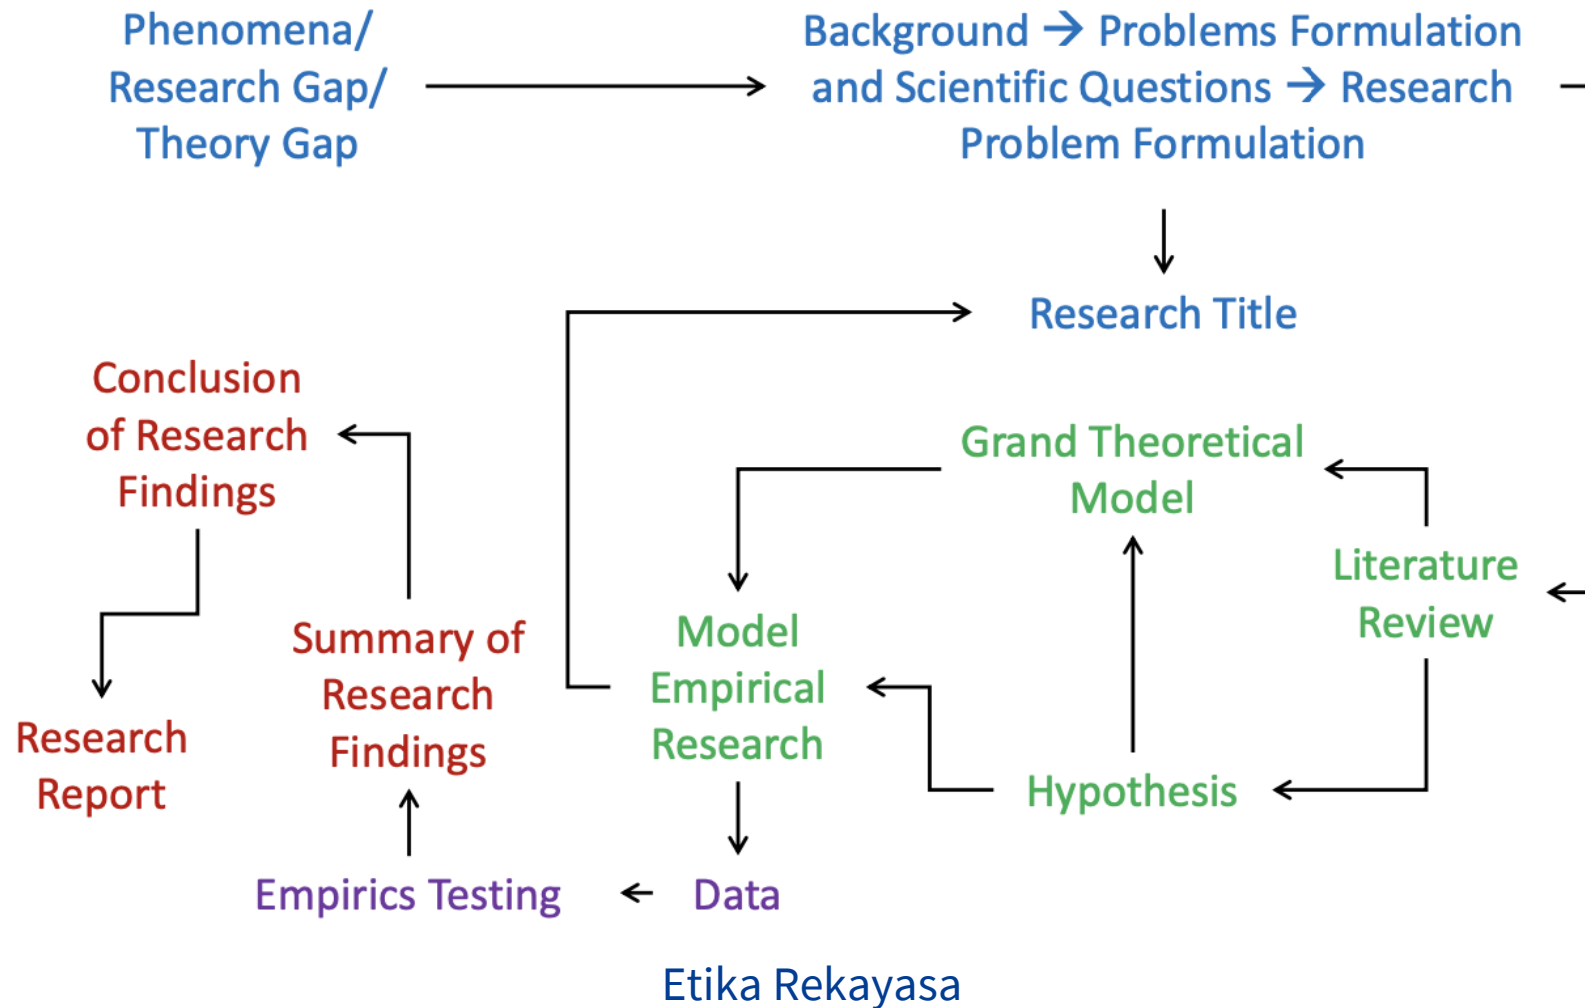 Phenomena/
Research Gap/
Theory Gap
Background → Problems Formulation
and Scientific Questions → Research
Problem Formulation
Research Title
Conclusion
of Research
Findings
Grand Theoretical
Model
Literature
Review
Summary of
Research
Findings
Model
Empirical
Research
Research
Report
Hypothesis
Empirics Testing
Data
Etika Rekayasa